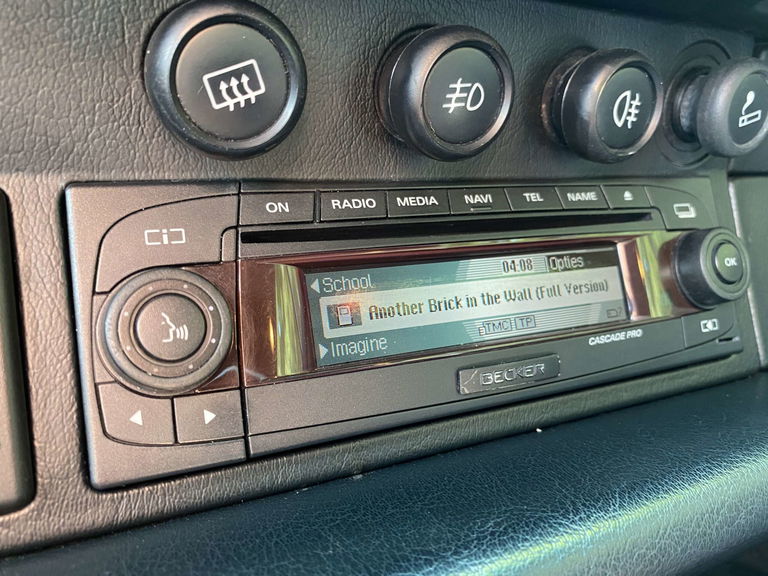 ON RADIO MEDIA NAVI TEL NAME
04:08 Opties
School
Another Brick in the Wall (Full Version)
TMC TP
Imagine
CASCADE PRO
BECKER
OK